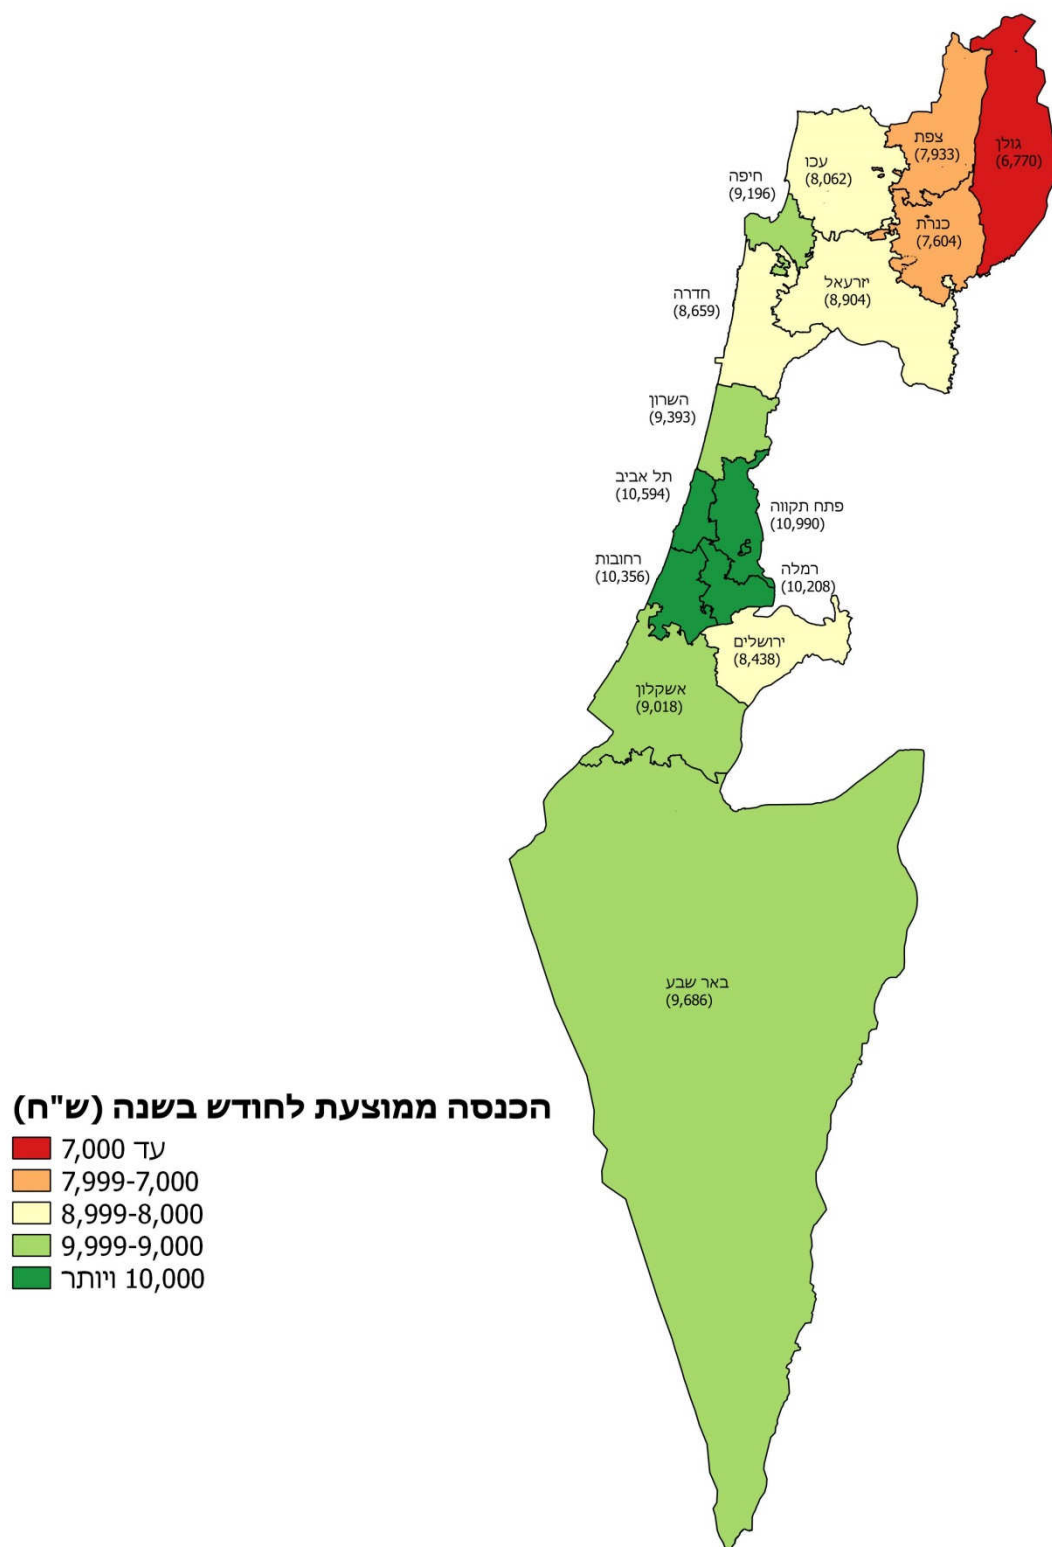 גולן
(6,770)
צפת
(7,933)
עכו
(8,062)
חיפה
(9,196)
כנרת
(7,604)
יזרעאל
(8,904)
חדרה
(8,659)
השרון
(9,393)
תל אביב
(10,594)
פתח תקווה
(10,990)
רחובות
(10,356)
רמלה
(10,208)
ירושלים
(8,438)
אשקלון
(9,018)
באר שבע
(9,686)
הכנסה ממוצעת לחודש בשנה (ש"ח)
עד 7,000
7,999-7,000
8,999-8,000
9,999-9,000
10,000 ויותר